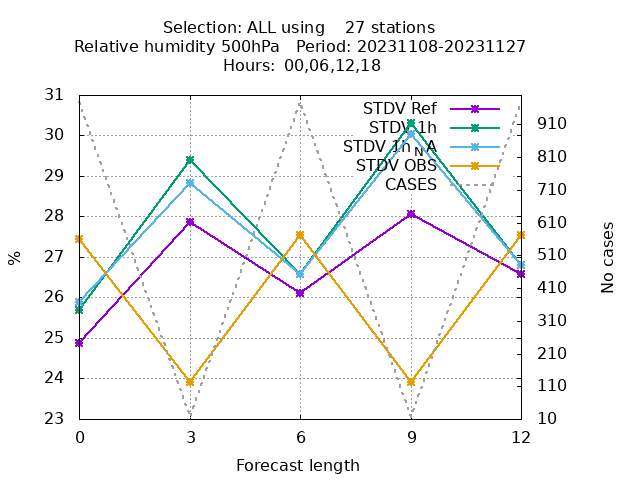 Selection: ALL using 27 stations
Relative humidity 500hPa Period: 20231108-20231127
Hours: 00,06,12,18
31
30
29
28
27
26
25
24
23
%
STDV Ref
STDV 1h
STDV 1h_NA
STDV OBS
CASES
910
810
710
610
510
410
310
210
110
10
No cases
0 3 6 9 12
Forecast length